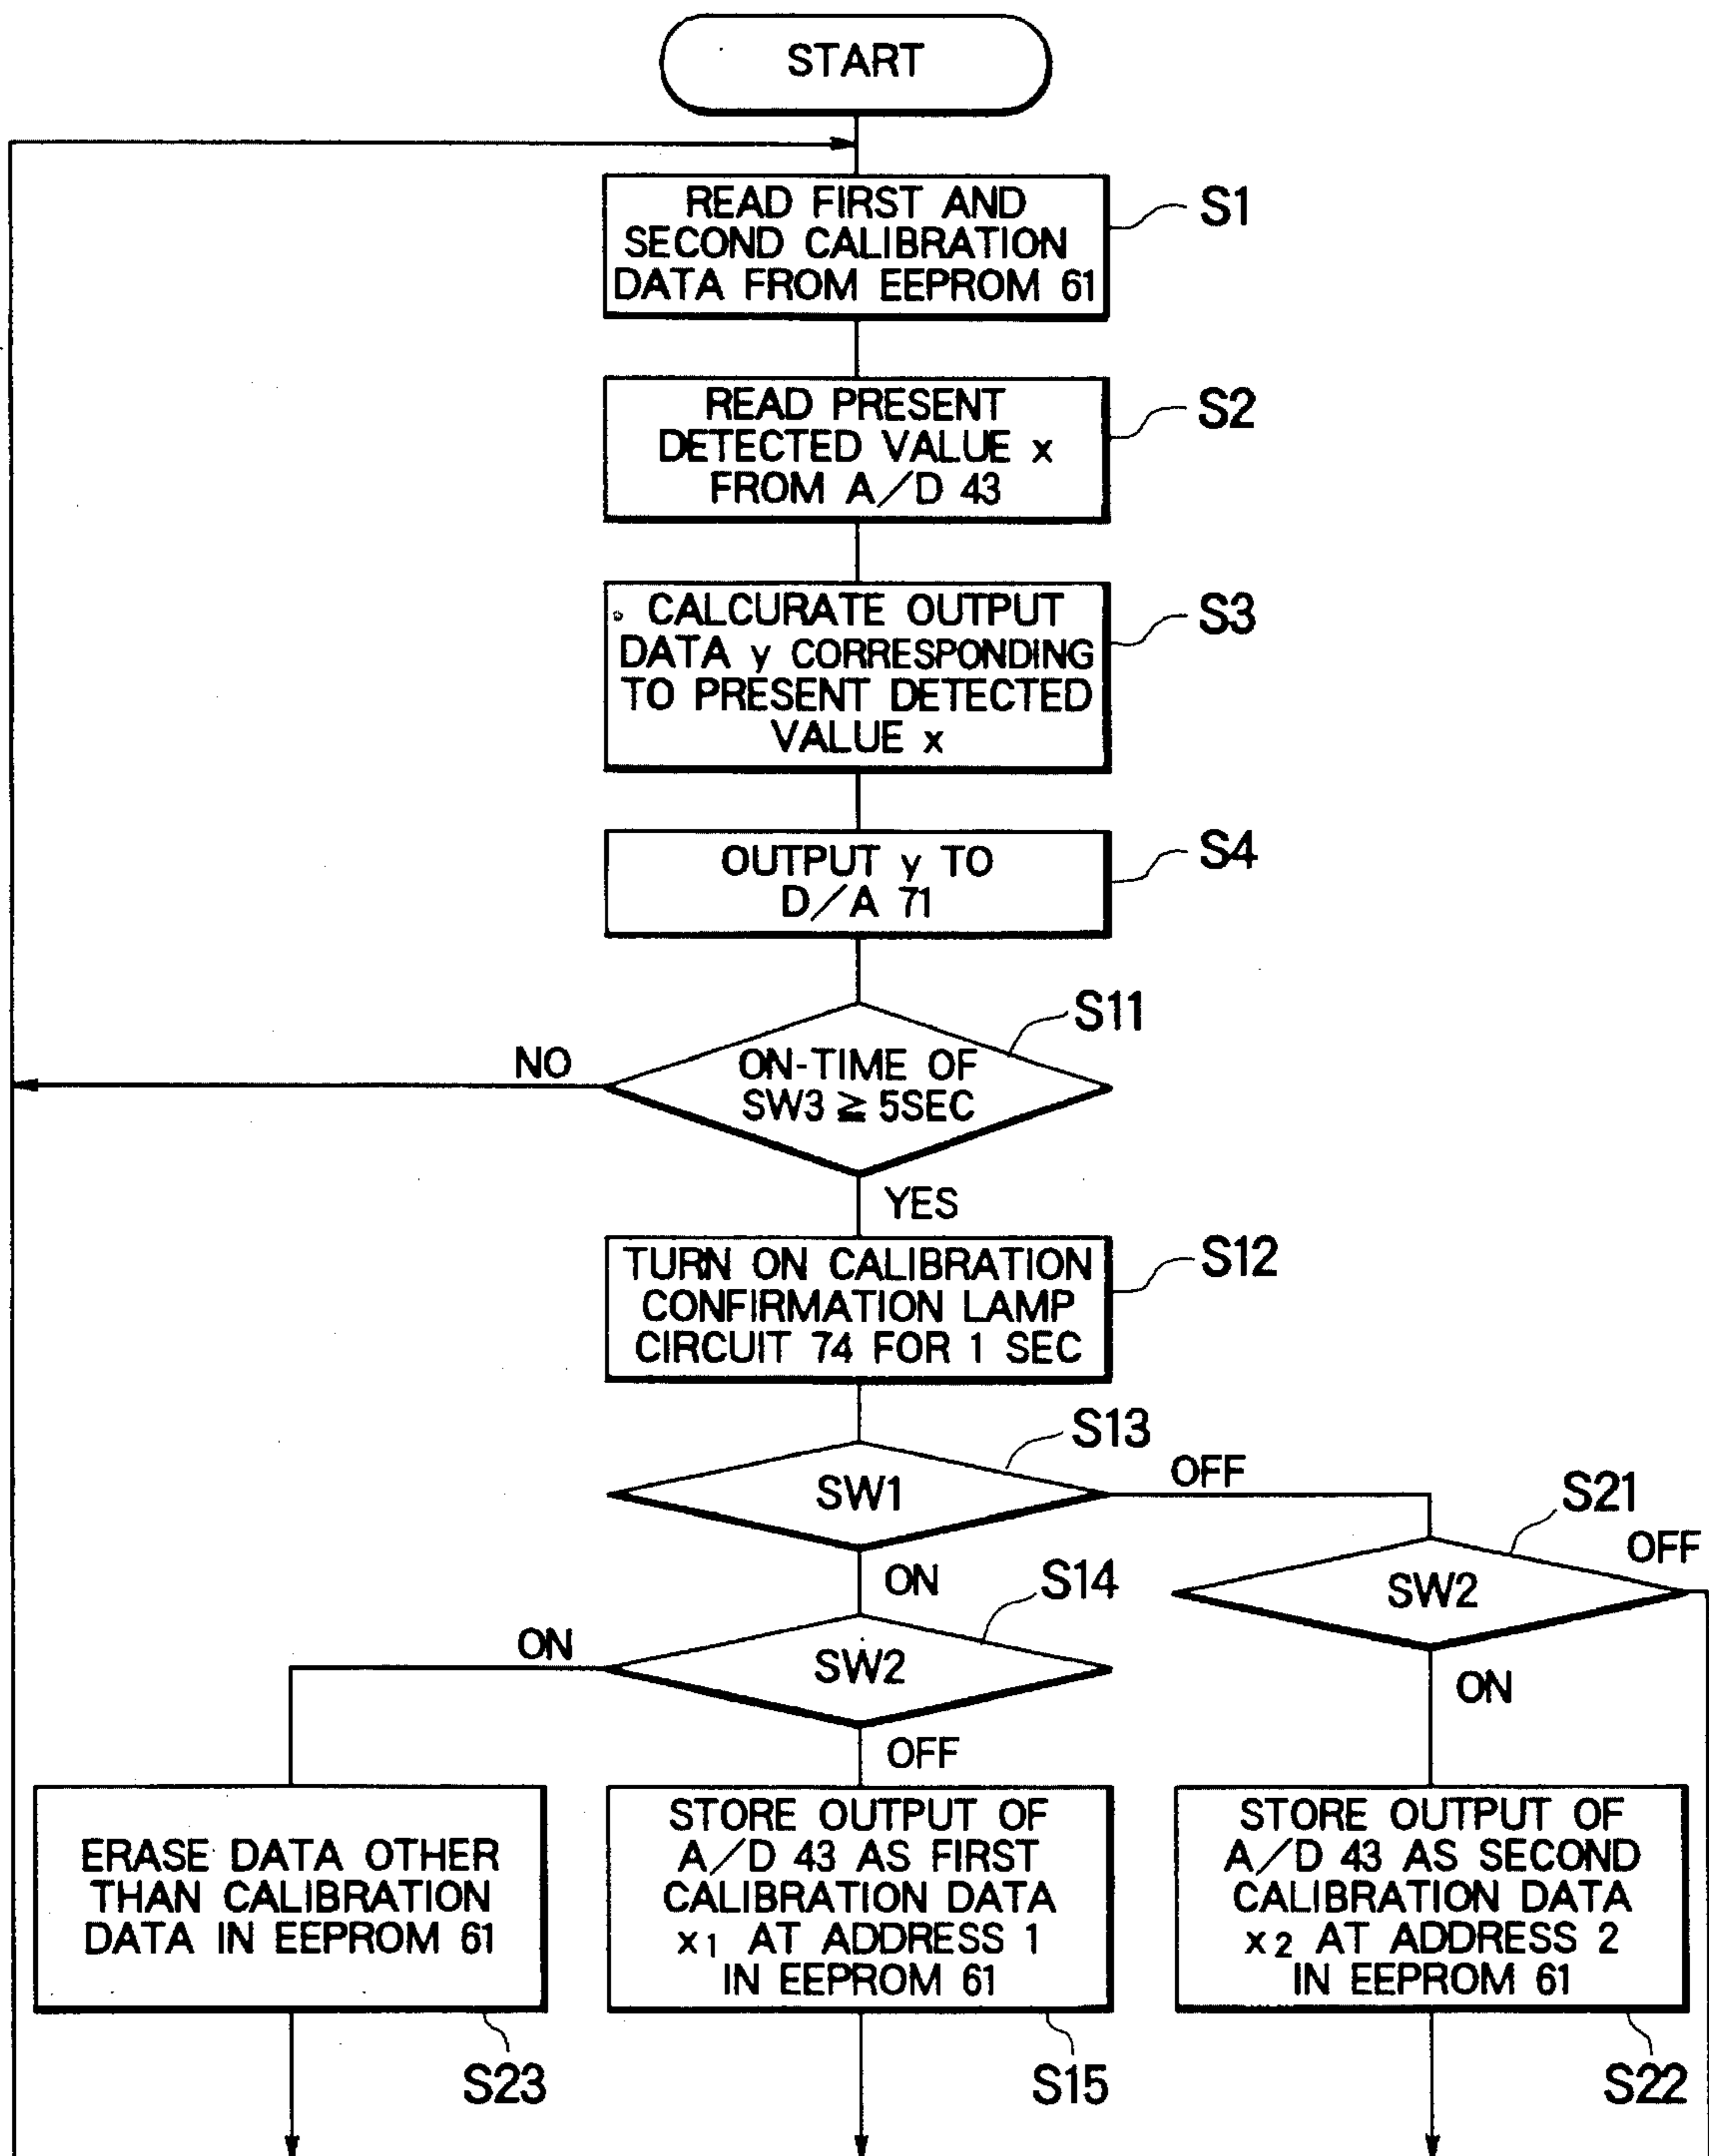 START
READ FIRST AND
SECOND CALIBRATION
DATA FROM EEPROM 61
S1
READ PRESENT
DETECTED VALUE x
FROM A/D 43
S2
CALCURATE OUTPUT
DATA y CORRESPONDING
TO PRESENT DETECTED
VALUE x
S3
OUTPUT y TO
D/A 71
S4
S11
NO
ON-TIME OF
SW3 ≧ 5SEC
YES
TURN ON CALIBRATION
CONFIRMATION LAMP
CIRCUIT 74 FOR 1 SEC
S12
S13
SW1
OFF
S21
OFF
SW2
ON
ON
S14
ON
SW2
OFF
ERASE DATA OTHER
THAN CALIBRATION
DATA IN EEPROM 61
S23
STORE OUTPUT OF
A/D 43 AS FIRST
CALIBRATION DATA
x1 AT ADDRESS 1
IN EEPROM 61
S15
STORE OUTPUT OF
A/D 43 AS SECOND
CALIBRATION DATA
x2 AT ADDRESS 2
IN EEPROM 61
S22